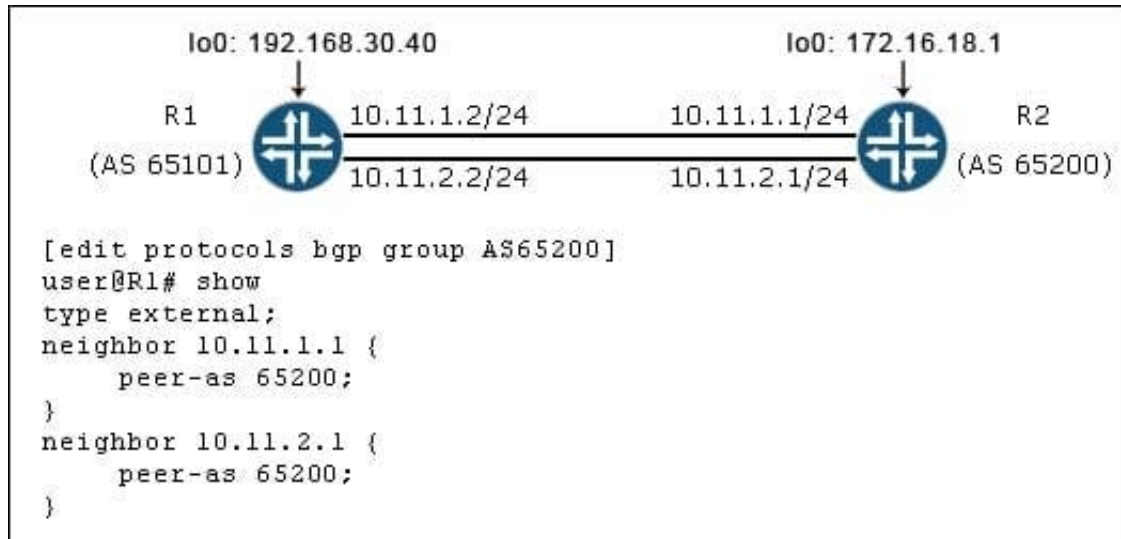 lo0: 192.168.30.40 lo0: 172.16.18.1
R1 10.11.1.2/24 10.11.1.1/24 R2
(AS 65101) 10.11.2.2/24 10.11.2.1/24 (AS 65200)
[edit protocols bgp group AS65200]
user@R1# show
type external;
neighbor 10.11.1.1 {
peer-as 65200;
}
neighbor 10.11.2.1 {
peer-as 65200;
}